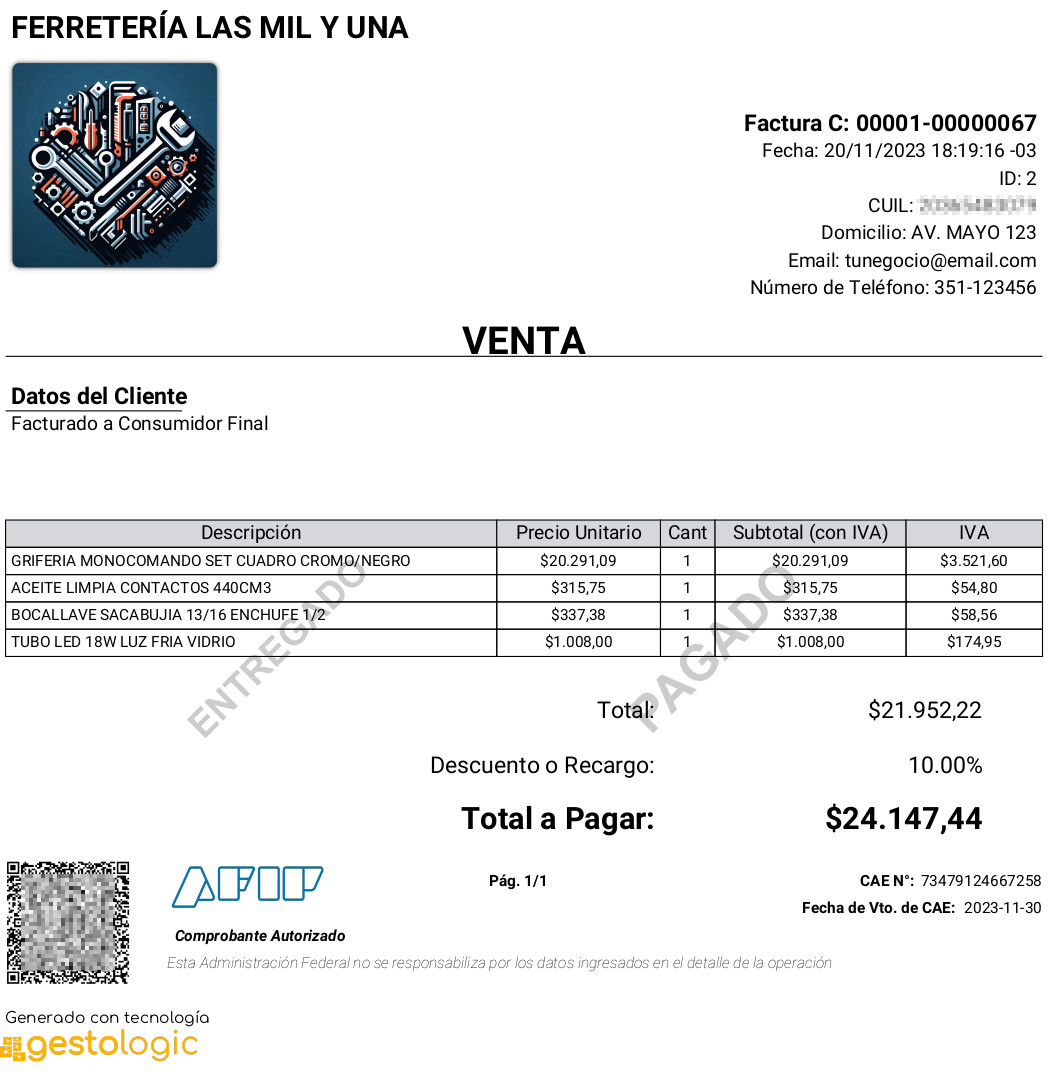 FERRETERÍA LAS MIL Y UNA
Factura C: 00001-00000067
Fecha: 20/11/2023 18:19:16 -03
ID: 2
CUIL:
Domicilio: AV. MAYO 123
Email: tunegocio@email.com
Número de Teléfono: 351-123456
VENTA
Datos del Cliente
Facturado a Consumidor Final
Descripción Precio Unitario Cant Subtotal (con IVA) IVA
GRIFERIA MONOCOMANDO SET CUADRO CROMO/NEGRO $20.291,09 1 $20.291,09 $3.521,60
ACEITE LIMPIA CONTACTOS 440CM3 $315,75 1 $315,75 $54,80
BOCALLAVE SACABUJIA 13/16 ENCHUFE 1/2 $337,38 1 $337,38 $58,56
TUBO LED 18W LUZ FRIA VIDRIO $1.008,00 1 $1.008,00 $174,95
ENTREGADO
PAGADO
Total: $21.952,22
Descuento o Recargo: 10.00%
Total a Pagar: $24.147,44
AFIP
Pág. 1/1
CAE N°: 73479124667258
Fecha de Vto. de CAE: 2023-11-30
Comprobante Autorizado
Esta Administración Federal no se responsabiliza por los datos ingresados en el detalle de la operación
Generado con tecnología
gestologic